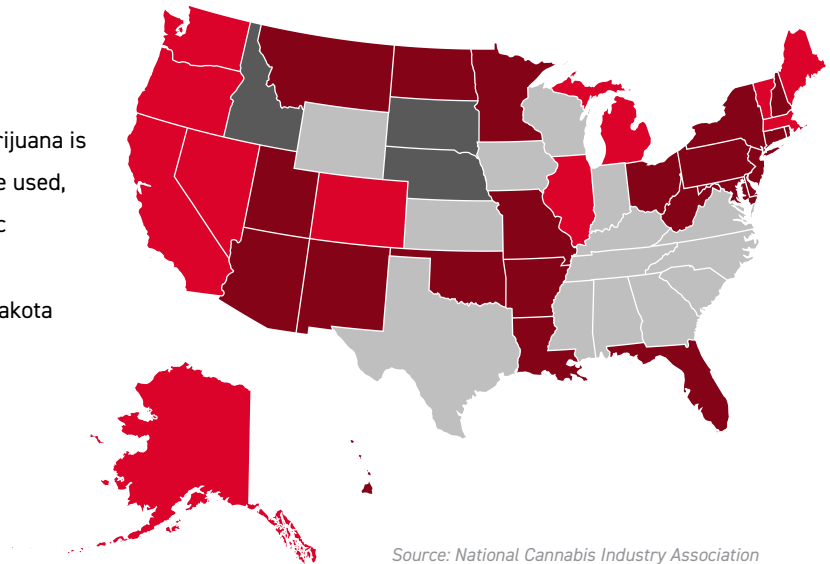 rijuana is
e used,
c
akota
Source: National Cannabis Industry Association